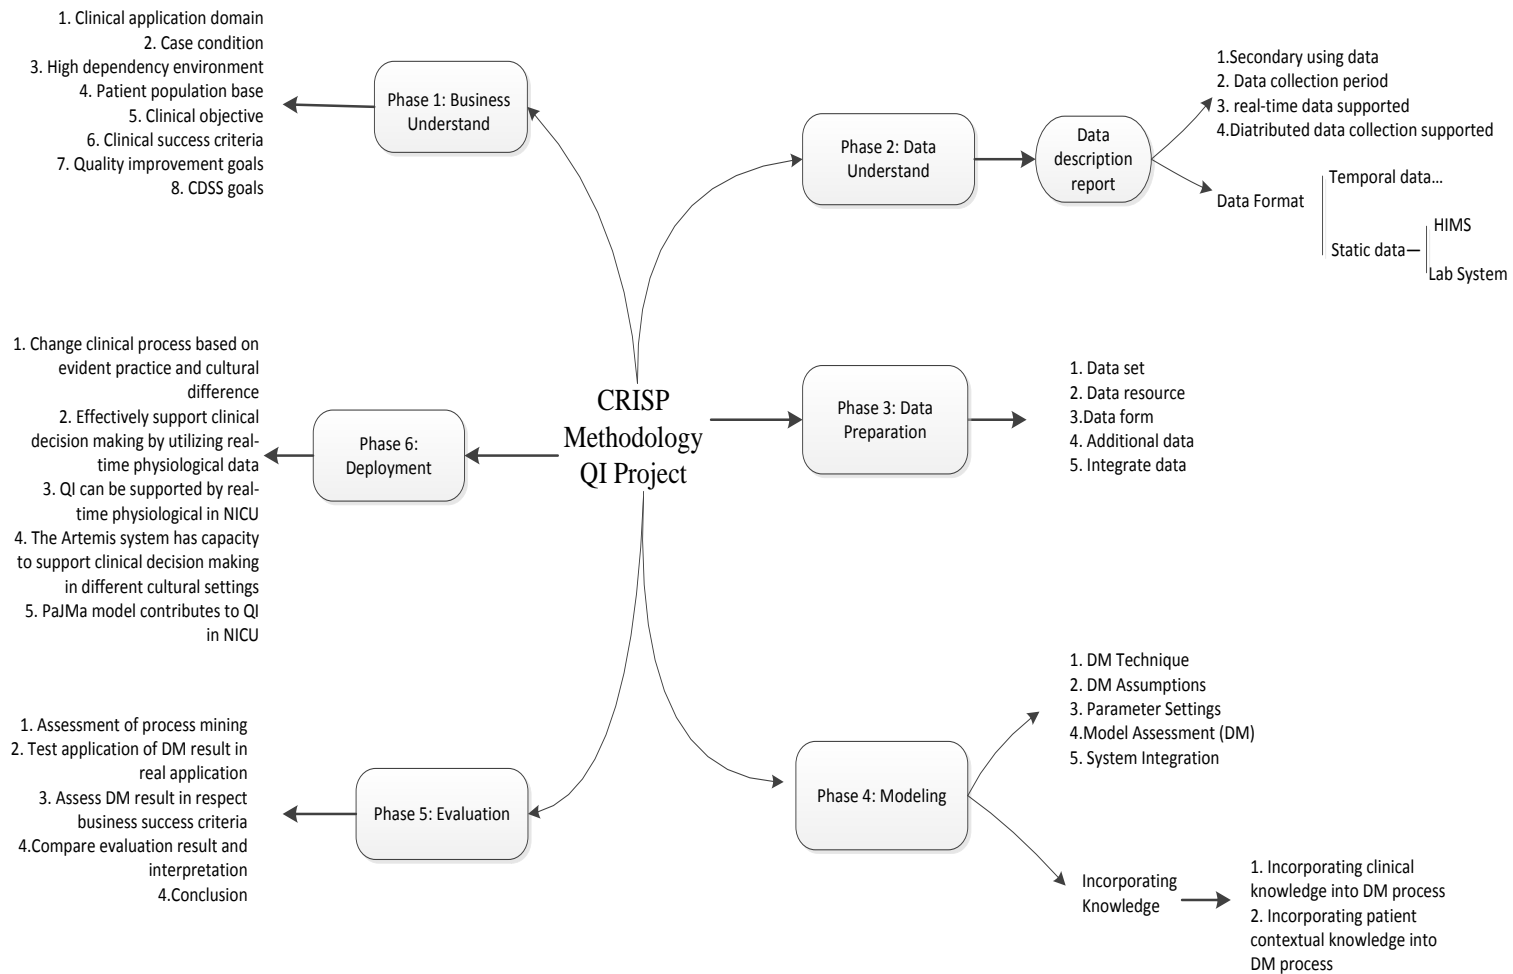 1. Clinical application domain
2. Case condition
3. High dependency environment
4. Patient population base
5. Clinical objective
6. Clinical success criteria
7. Quality improvement goals
8. CDSS goals
Phase 1: Business
Understand
Phase 2: Data
Understand
Data
description
report
1.Secondary using data
2. Data collection period
3. real-time data supported
4.Diatributed data collection supported
Data Format
Temporal data...
Static data
HIMS
Lab System
CRISP
Methodology
QI Project
Phase 3: Data
Preparation
1. Data set
2. Data resource
3.Data form
4. Additional data
5. Integrate data
Phase 4: Modeling
1. DM Technique
2. DM Assumptions
3. Parameter Settings
4.Model Assessment (DM)
5. System Integration
Incorporating
Knowledge
1. Incorporating clinical
knowledge into DM process
2. Incorporating patient
contextual knowledge into
DM process
Phase 5: Evaluation
1. Assessment of process mining
2. Test application of DM result in
real application
3. Assess DM result in respect
business success criteria
4.Compare evaluation result and
interpretation
4.Conclusion
Phase 6:
Deployment
1. Change clinical process based on
evident practice and cultural
difference
2. Effectively support clinical
decision making by utilizing real-
time physiological data
3. QI can be supported by real-
time physiological in NICU
4. The Artemis system has capacity
to support clinical decision making
in different cultural settings
5. PaJMa model contributes to QI
in NICU